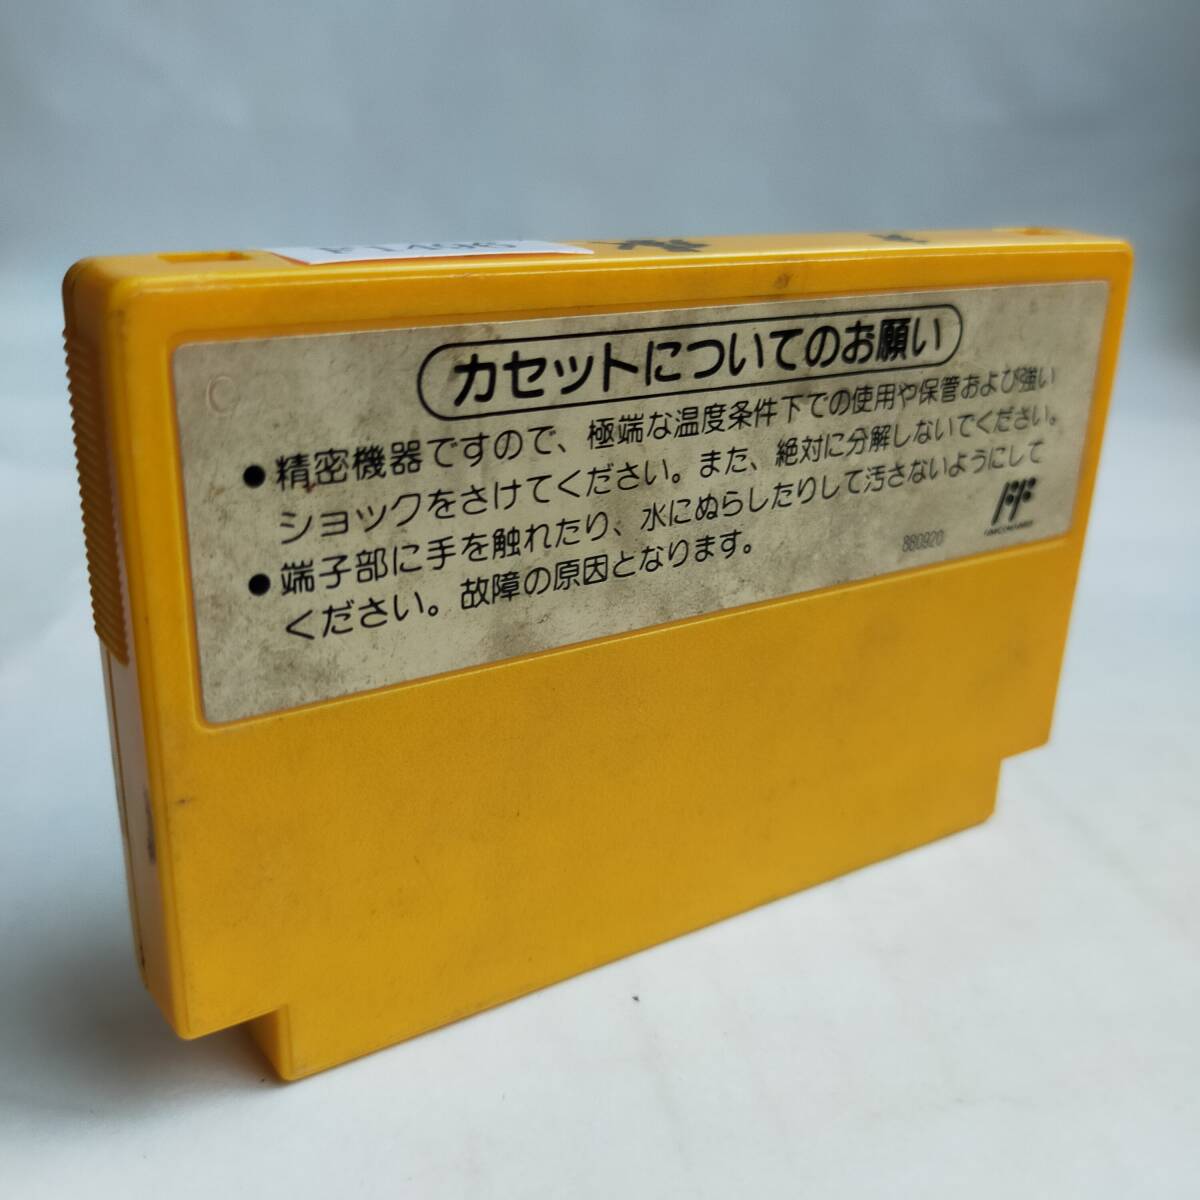 カセットについてのお願い
●精密機器ですので、極端な温度条件下での使用や保管および強い
ショックをさけてください。また、絶対に分解しないでください。
●端子部に手を触れたり、水にぬらしたりして汚さないようにして
ください。故障の原因となります。
880920